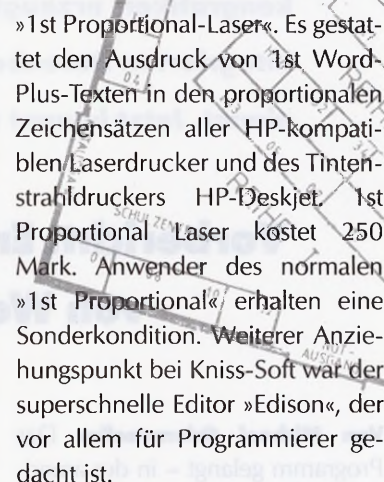 »1st Proportional-Laser«. Es gestat-
tet den Ausdruck von 1st Word-
Plus-Texten in den proportionalen
Zeichensätzen aller HP-kompati-
blen Laserdrucker und des Tinten-
strahldruckers HP-Deskjet. 1st
Proportional Laser kostet 250
Mark. Anwender des normalen
»1st Proportional« erhalten eine
Sonderkondition. Weiterer Anzie-
hungspunkt bei Kniss-Soft war der
superschnelle Editor »Edison«, der
vor allem für Programmierer ge-
dacht ist.